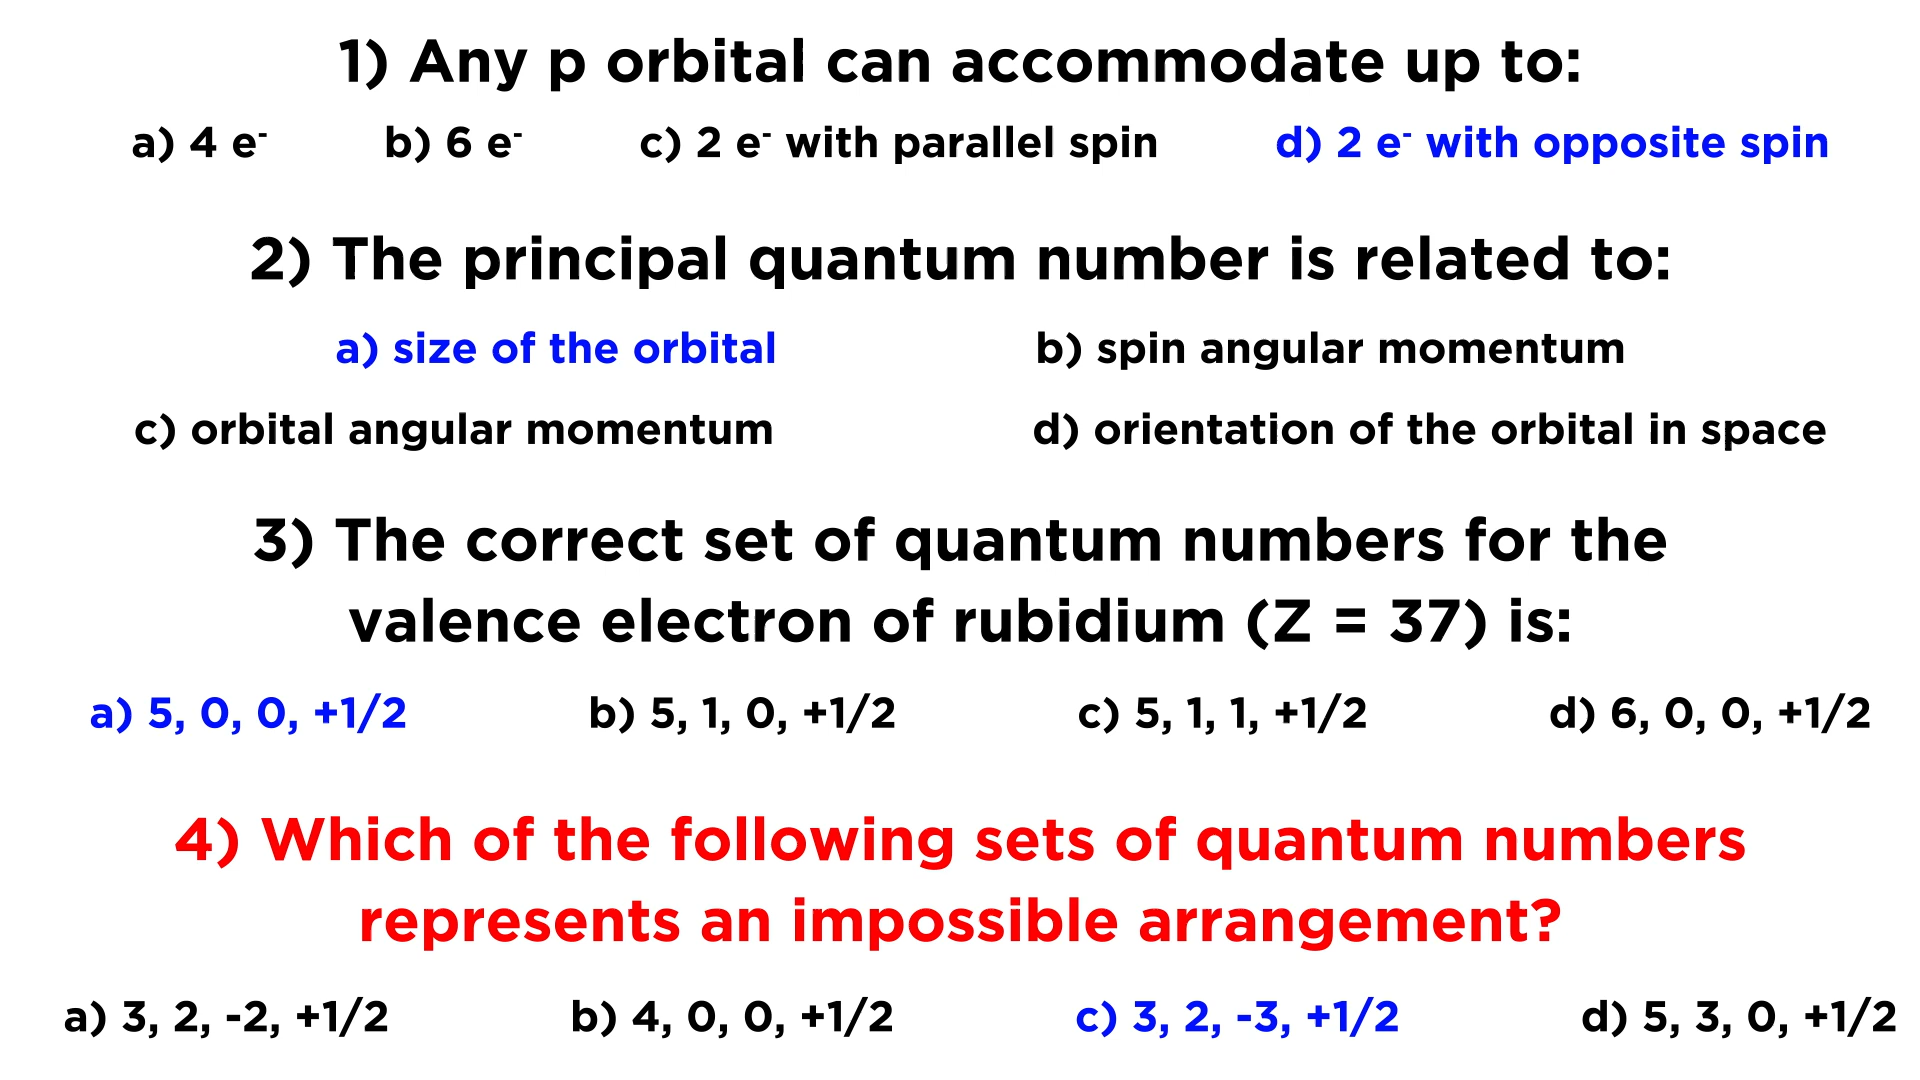 1) Any p orbital can accommodate up to:
a) 4 e⁻ b) 6 e⁻ c) 2 e⁻ with parallel spin d) 2 e⁻ with opposite spin
2) The principal quantum number is related to:
a) size of the orbital b) spin angular momentum
c) orbital angular momentum d) orientation of the orbital in space
3) The correct set of quantum numbers for the
valence electron of rubidium (Z = 37) is:
a) 5, 0, 0, +1/2 b) 5, 1, 0, +1/2 c) 5, 1, 1, +1/2 d) 6, 0, 0, +1/2
4) Which of the following sets of quantum numbers
represents an impossible arrangement?
a) 3, 2, -2, +1/2 b) 4, 0, 0, +1/2 c) 3, 2, -3, +1/2 d) 5, 3, 0, +1/2